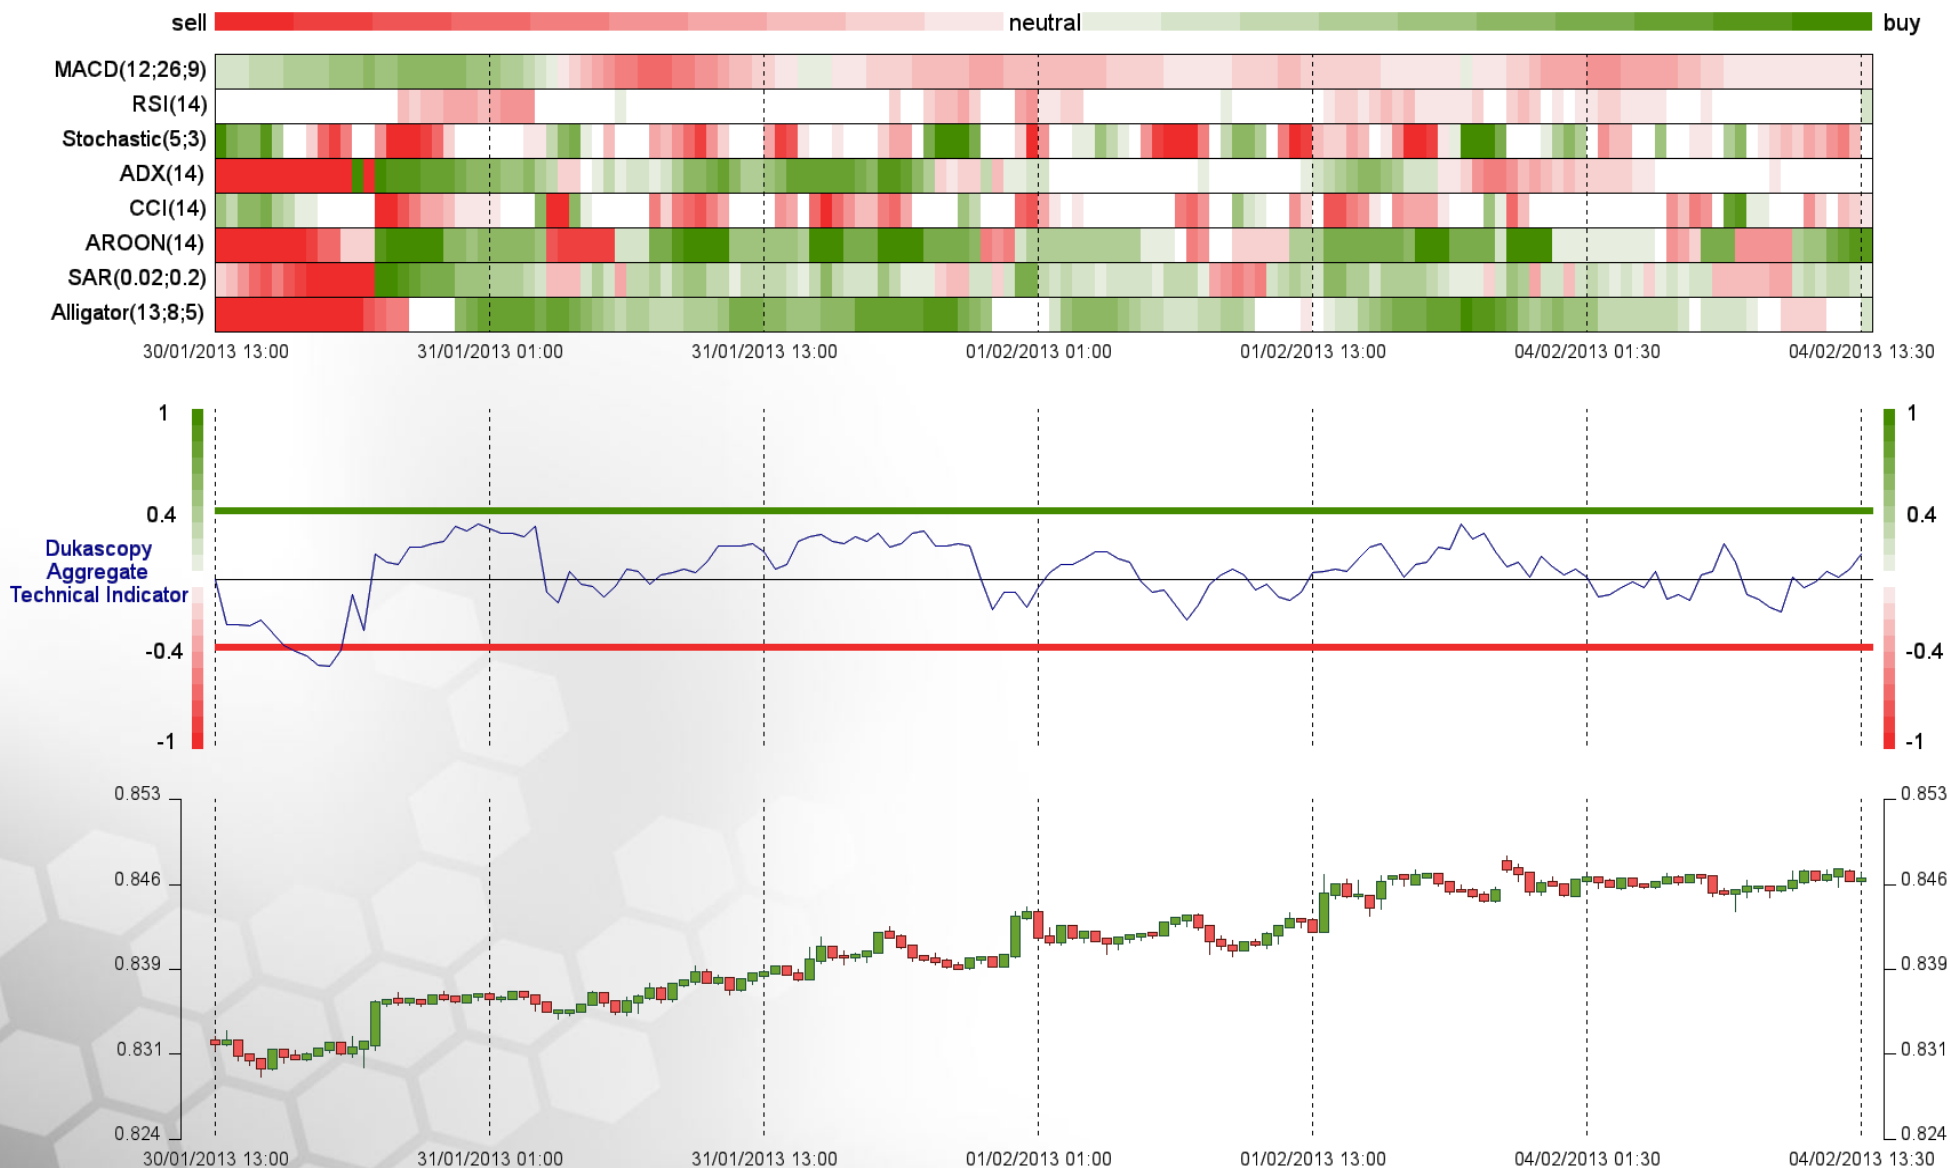 sell neutral buy
MACD(12;26;9)
RSI(14)
Stochastic(5;3)
ADX(14)
CCI(14)
AROON(14)
SAR(0.02;0.2)
Alligator(13;8;5)
30/01/2013 13:00 31/01/2013 01:00 31/01/2013 13:00 01/02/2013 01:00 01/02/2013 13:00 04/02/2013 01:30 04/02/2013 13:30
1 1
0.4 0.4
Dukascopy
Aggregate
Technical Indicator
-0.4 -0.4
-1 -1
0.853 0.853
0.846 0.846
0.839 0.839
0.831 0.831
0.824 0.824
30/01/2013 13:00 31/01/2013 01:00 31/01/2013 13:00 01/02/2013 01:00 01/02/2013 13:00 04/02/2013 01:30 04/02/2013 13:30